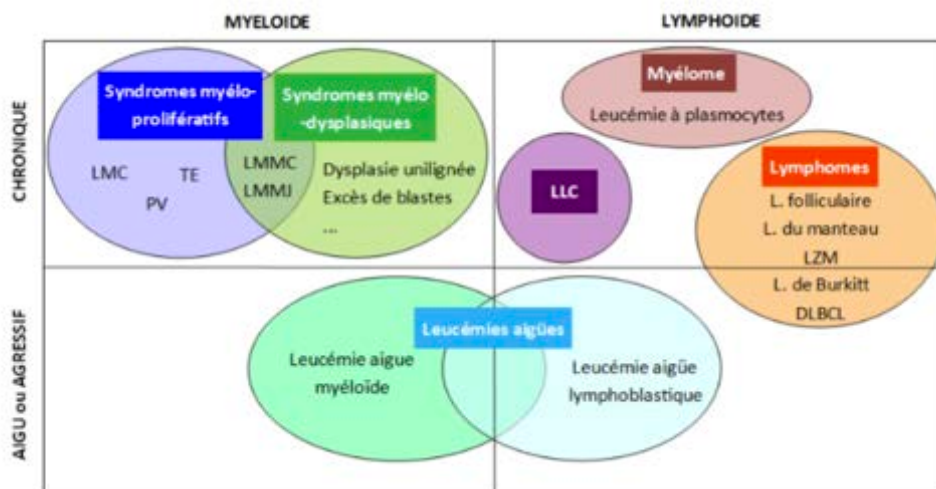 MYELOIDE
LYMPHOIDE
CHRONIQUE
Syndromes myélo-
prolifératifs
LMC
TE
PV
LMMC
LMMJ
Syndromes myélo
-dysplasiques
Dysplasie unilignée
Excès de blastes
...
Myélome
Leucémie à plasmocytes
LLC
Lymphomes
L. folliculaire
L. du manteau
LZM
L. de Burkitt
DLBCL
AIGU ou AGRESSIF
Leucémies aigües
Leucémie aigue
myéloïde
Leucémie aigüe
lymphoblastique